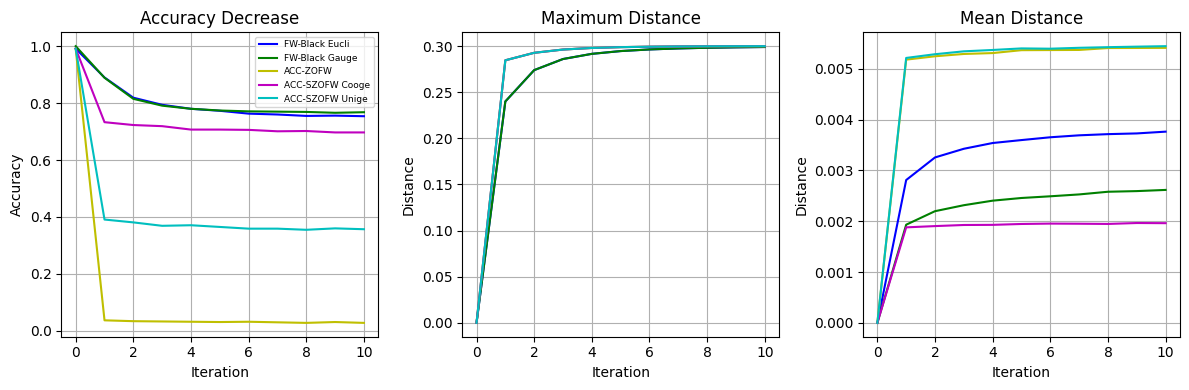 Accuracy Decrease
Accuracy
1.0
0.8
0.6
0.4
0.2
0.0
FW-Black Eucli
FW-Black Gauge
ACC-ZOFW
ACC-SZOFW Cooge
ACC-SZOFW Unige
0 2 4 6 8 10
Iteration
Maximum Distance
Distance
0.30
0.25
0.20
0.15
0.10
0.05
0.00
0 2 4 6 8 10
Iteration
Mean Distance
Distance
0.005
0.004
0.003
0.002
0.001
0.000
0 2 4 6 8 10
Iteration